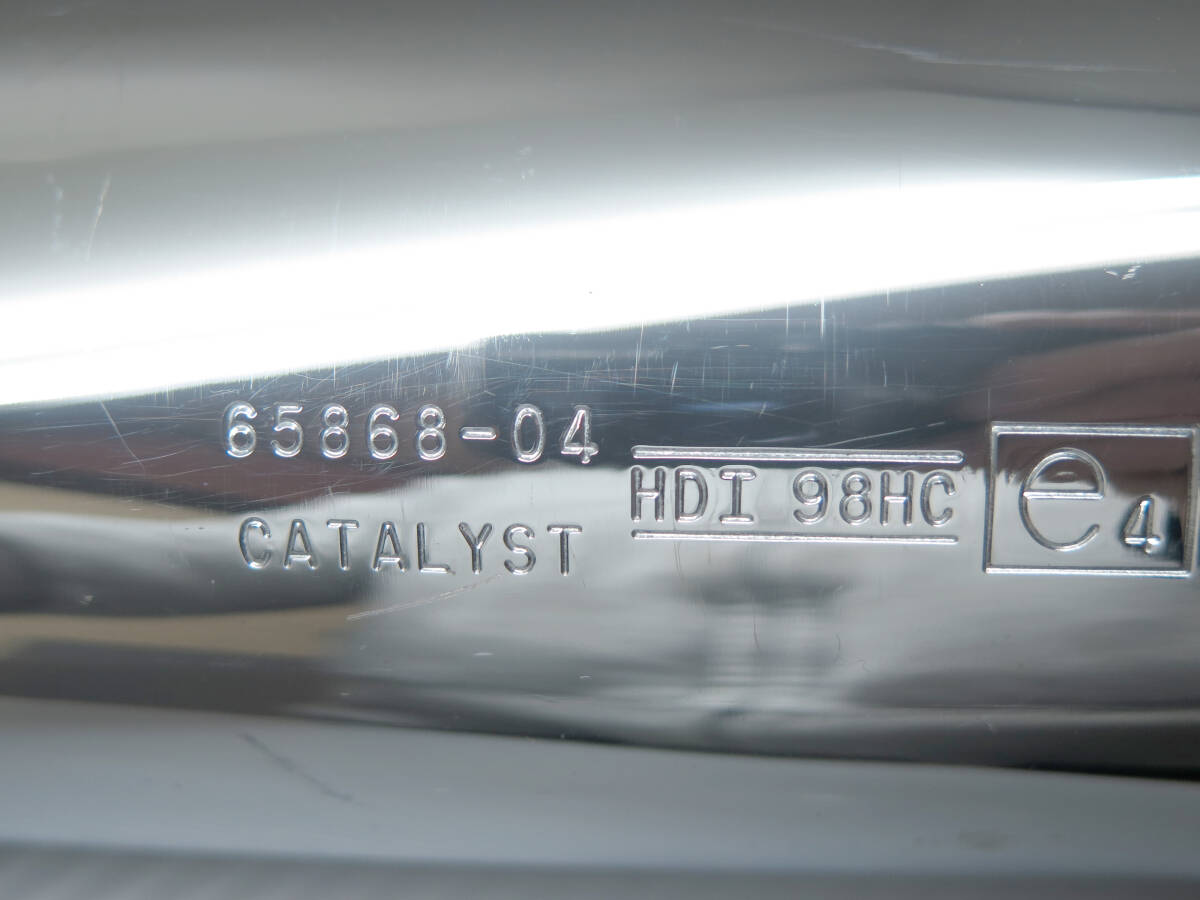 65868-04
CATALYST
HDI 98HC
e4